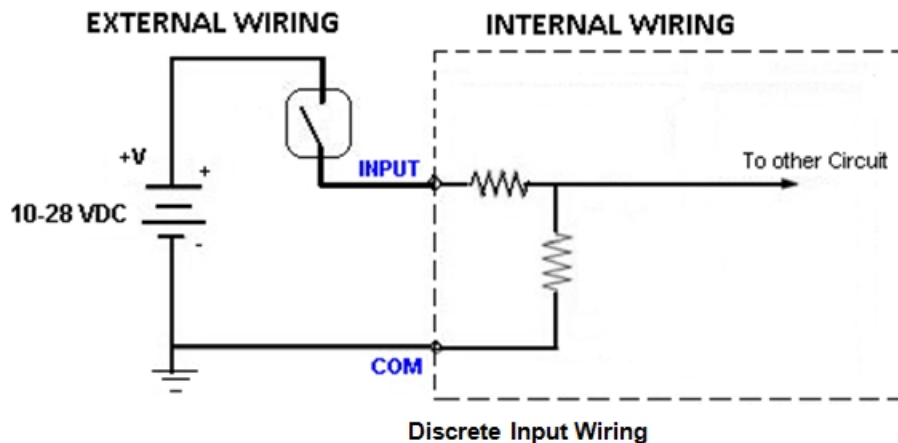 EXTERNAL WIRING
INTERNAL WIRING
+V
+
INPUT
To other Circuit
10-28 VDC
-
COM
Discrete Input Wiring